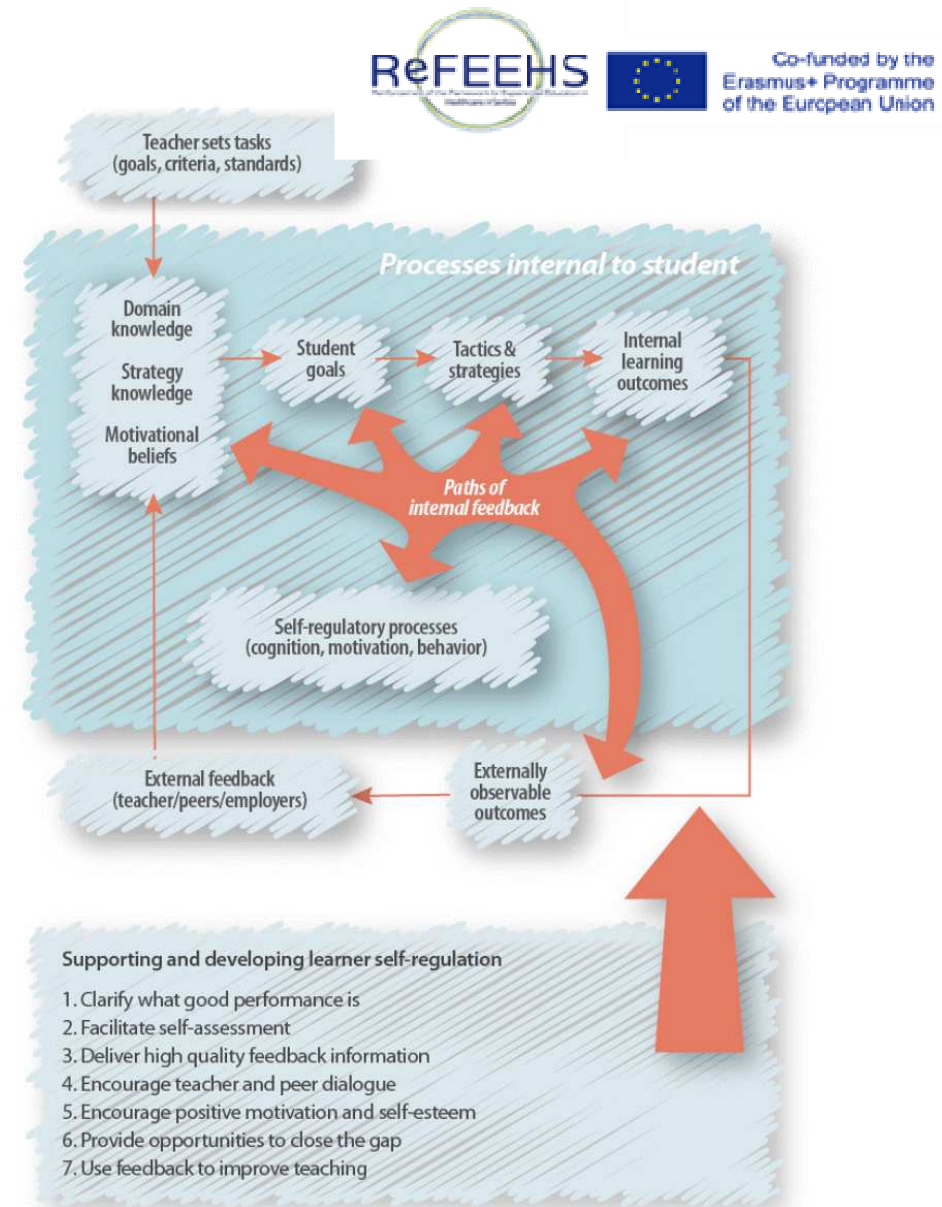 ReFEEHS
Co-funded by the
Erasmus+ Programme
of the European Union
Teacher sets tasks
(goals, criteria, standards)
Processes internal to student
Domain
knowledge
Strategy
knowledge
Motivational
beliefs
Student
goals
Tactics &
strategies
Internal
learning
outcomes
Paths of
internal feedback
Self-regulatory processes
(cognition, motivation, behavior)
External feedback
(teacher/peers/employers)
Externally
observable
outcomes
Supporting and developing learner self-regulation
1. Clarify what good performance is
2. Facilitate self-assessment
3. Deliver high quality feedback information
4. Encourage teacher and peer dialogue
5. Encourage positive motivation and self-esteem
6. Provide opportunities to close the gap
7. Use feedback to improve teaching